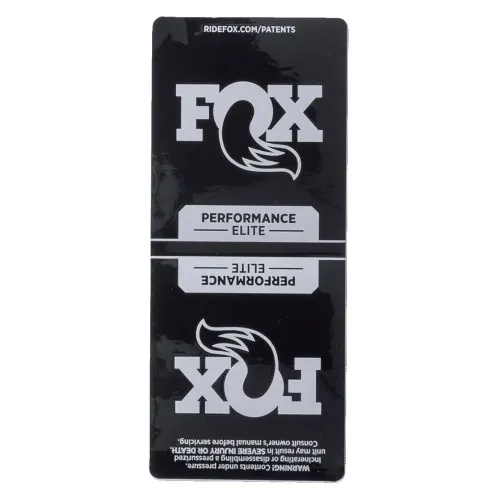 RIDEFOX.COM/PATENTS
FOX
PERFORMANCE
ELITE
PERFORMANCE
ELITE
FOX
WARNING! Contents under pressure.
Incinerating or disassembling a pressurized
unit may result in SEVERE INJURY OR DEATH.
Consult owner's manual before servicing.